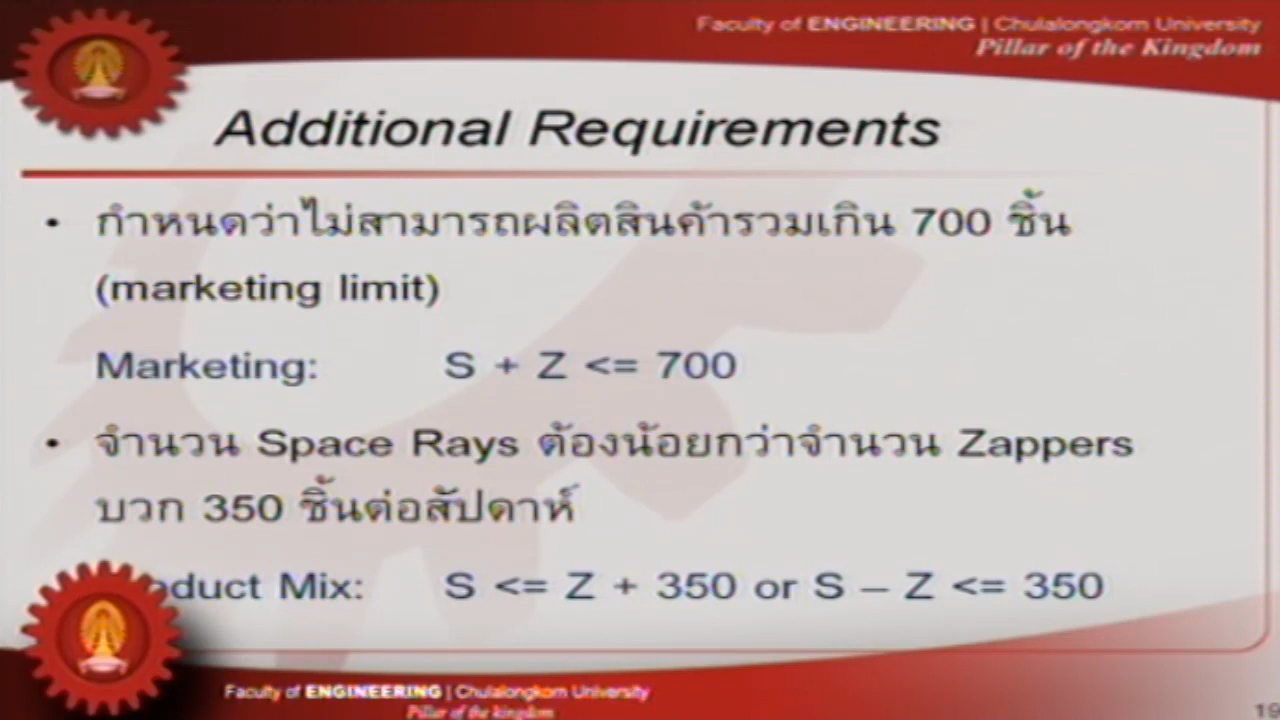 Faculty of ENGINEERING | Chulalongkorn University
Pillar of the Kingdom
Additional Requirements
• กำหนดว่าไม่สามารถผลิตสินค้ารวมเกิน 700 ชิ้น
(marketing limit)
Marketing: S + Z <= 700
• จำนวน Space Rays ต้องน้อยกว่าจำนวน Zappers
บวก 350 ชิ้นต่อสัปดาห์
oduct Mix: S <= Z + 350 or S – Z <= 350
Faculty of ENGINEERING | Chulalongkorn University
Pillar of the kingdom
19